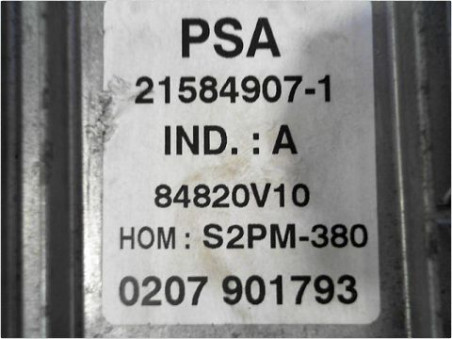 PSA
21584907-1
IND. : A
84820V10
HOM : S2PM-380
0207 901793